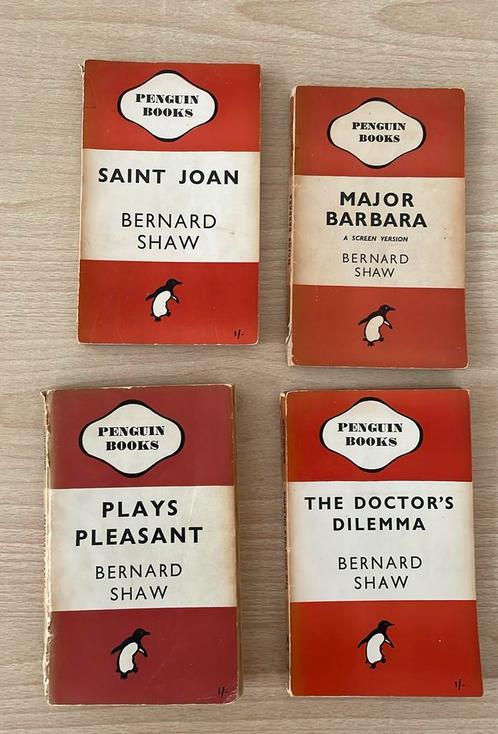 PENGUIN
BOOKS
SAINT JOAN
BERNARD
SHAW
1/-
PENGUIN
BOOKS
MAJOR
BARBARA
A SCREEN VERSION
BERNARD
SHAW
PENGUIN
BOOKS
PLAYS
PLEASANT
BERNARD
SHAW
1/-
PENGUIN
BOOKS
THE DOCTOR'S
DILEMMA
BERNARD
SHAW
1/-